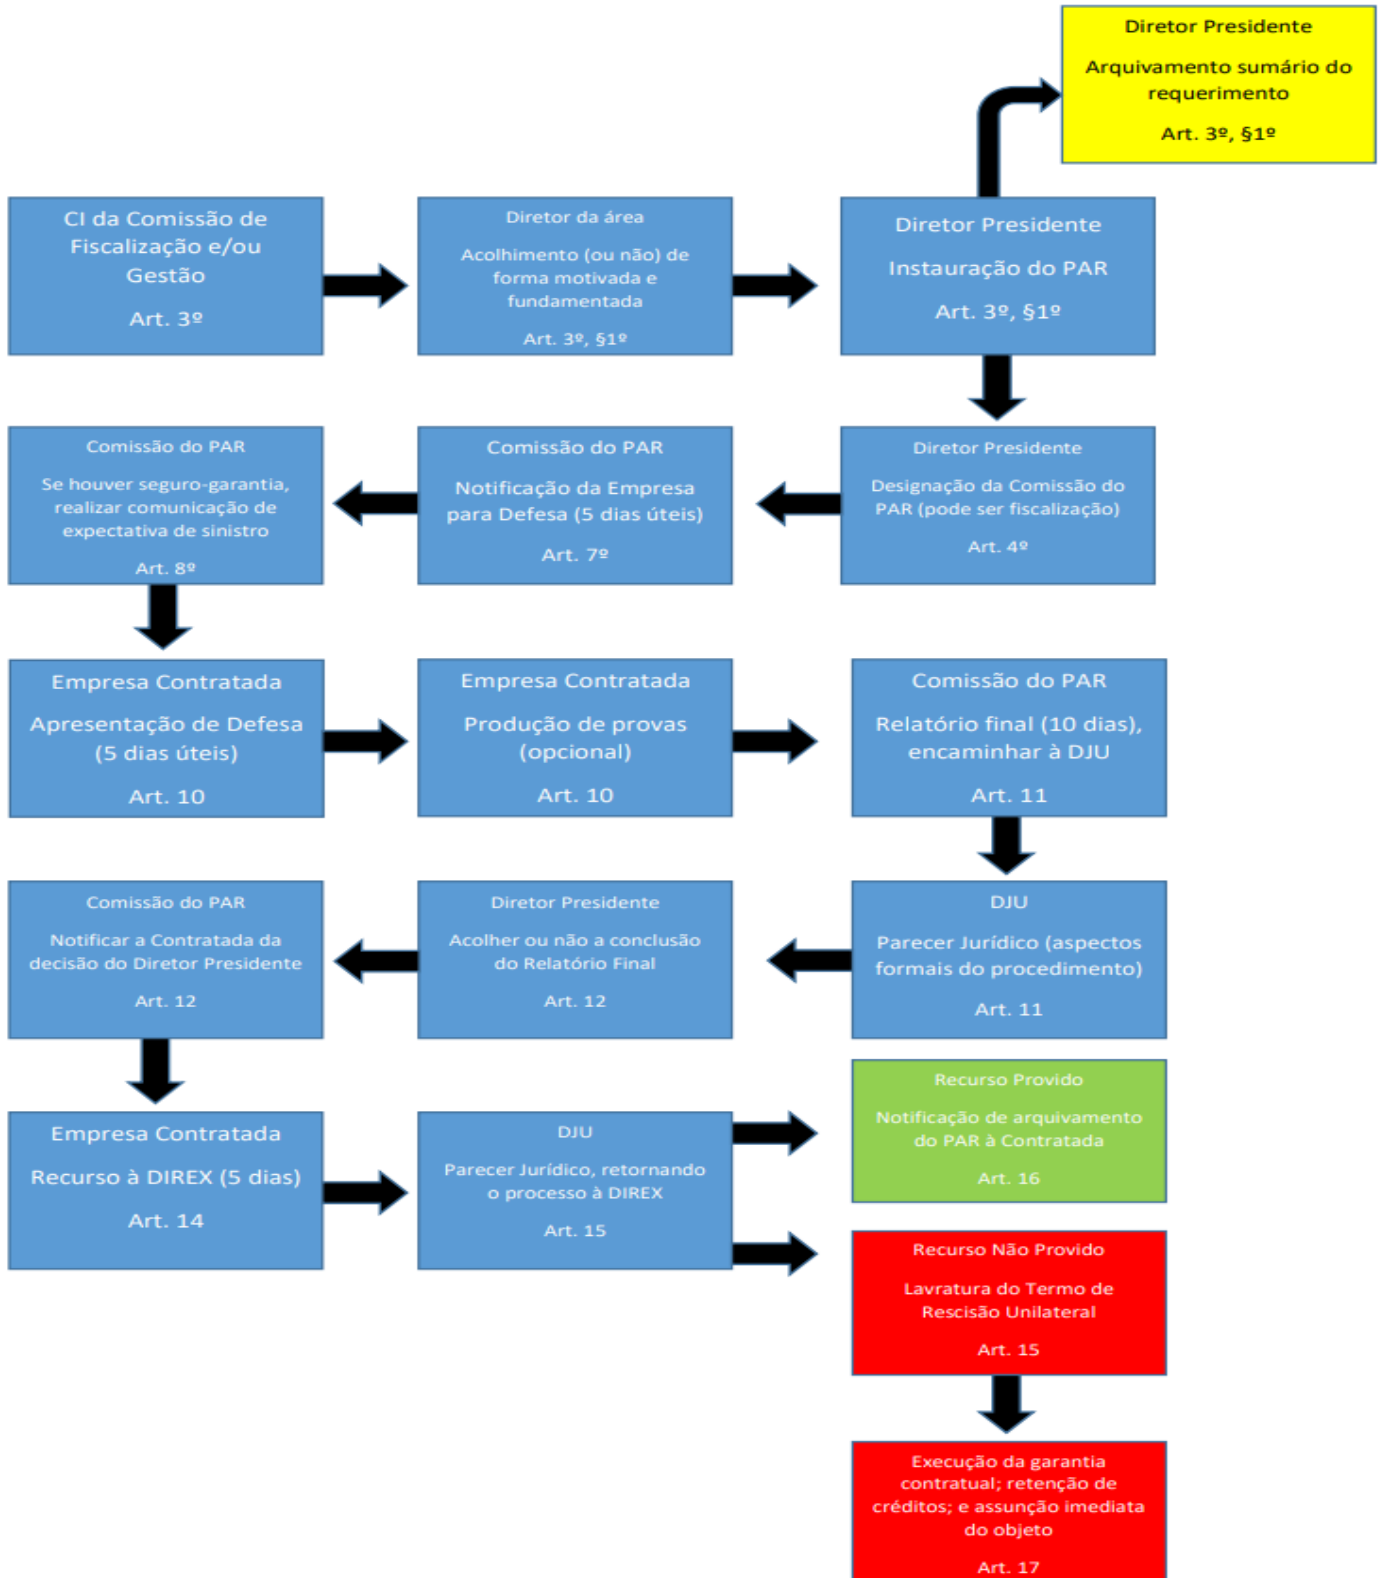 Diretor Presidente
Arquivamento sumário do
requerimento
Art. 3º, §1º
CI da Comissão de
Fiscalização e/ou
Gestão
Art. 3º
Diretor da área
Acolhimento (ou não) de
forma motivada e
fundamentada
Art. 3º, §1º
Diretor Presidente
Instauração do PAR
Art. 3º, §1º
Comissão do PAR
Se houver seguro-garantia,
realizar comunicação de
expectativa de sinistro
Art. 8º
Comissão do PAR
Notificação da Empresa
para Defesa (5 dias úteis)
Art. 7º
Diretor Presidente
Designação da Comissão do
PAR (pode ser fiscalização)
Art. 4º
Empresa Contratada
Apresentação de Defesa
(5 dias úteis)
Art. 10
Empresa Contratada
Produção de provas
(opcional)
Art. 10
Comissão do PAR
Relatório final (10 dias),
encaminhar à DJU
Art. 11
Comissão do PAR
Notificar a Contratada da
decisão do Diretor Presidente
Art. 12
Diretor Presidente
Acolher ou não a conclusão
do Relatório Final
Art. 12
DJU
Parecer Jurídico (aspectos
formais do procedimento)
Art. 11
Empresa Contratada
Recurso à DIREX (5 dias)
Art. 14
DJU
Parecer Jurídico, retornando
o processo à DIREX
Art. 15
Recurso Provido
Notificação de arquivamento
do PAR à Contratada
Art. 16
Recurso Não Provido
Lavratura do Termo de
Rescisão Unilateral
Art. 15
Execução da garantia
contratual; retenção de
créditos; e assunção imediata
do objeto
Art. 17